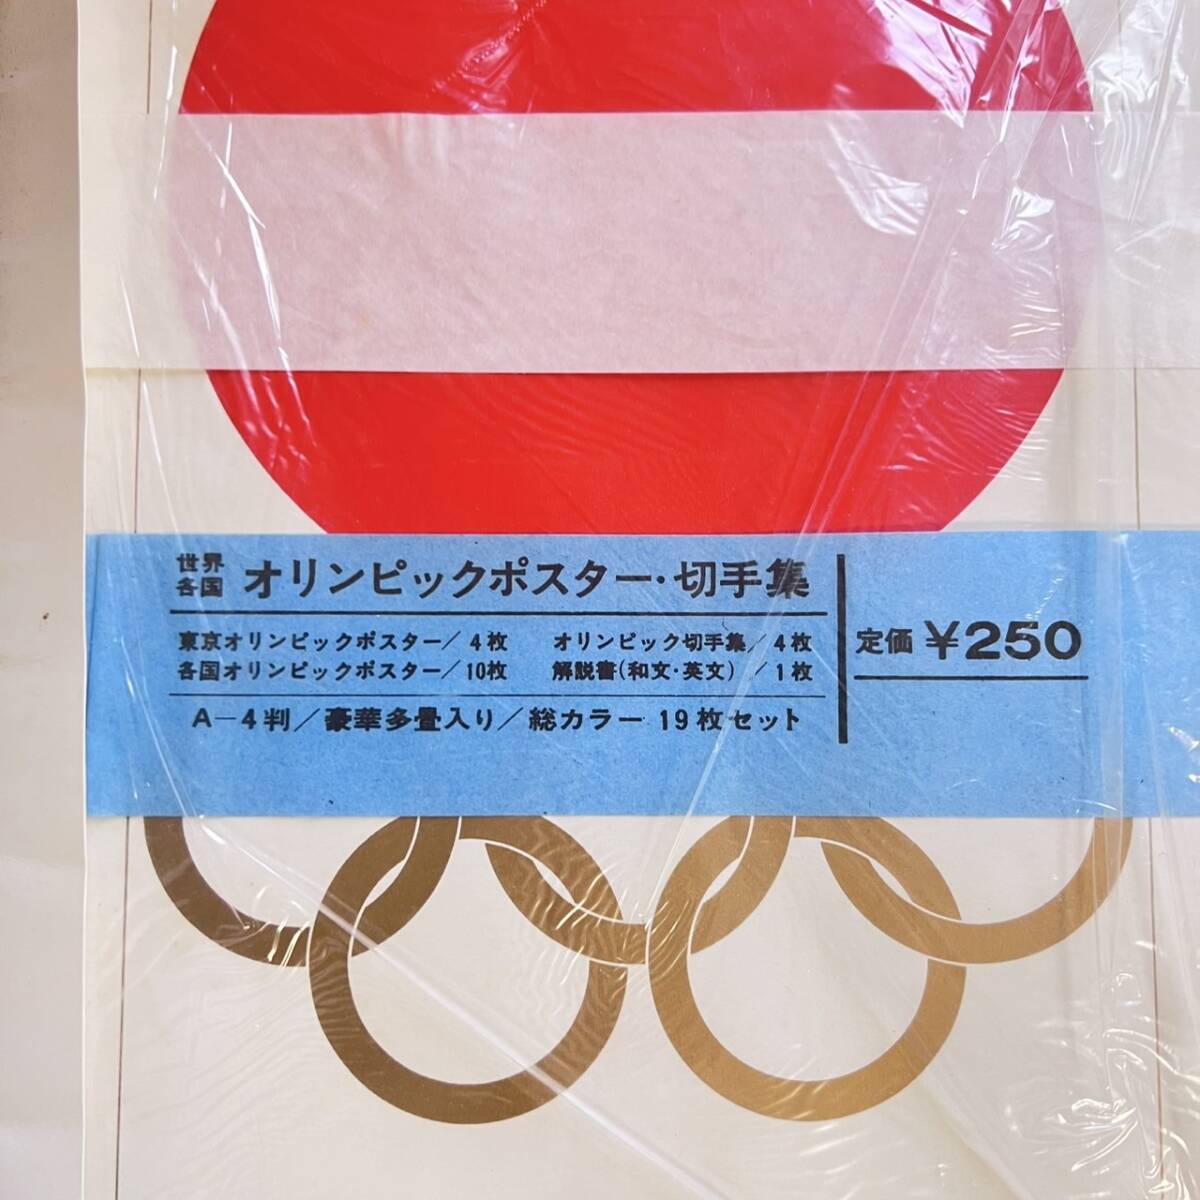 世界
各国 オリンピックポスター・切手集
東京オリンピックポスター/4枚 オリンピック切手集/4枚
各国オリンピックポスター/10枚 解説書(和文・英文)/1枚
A-4判/豪華多畳入り/総カラー 19枚セット
定価 ¥250